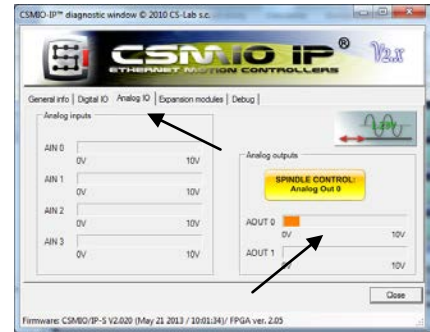 CSMIO-IP™ diagnostic window © 2010 CS-Lab s.c.
CSMIO IP® V2.X
ETHERNET MOTION CONTROLLERS
General info | Digital IO | Analog IO | Expansion modules | Debug |
Analog inputs
AIN 0
0V 10V
AIN 1
0V 10V
AIN 2
0V 10V
AIN 3
0V 10V
Analog outputs
SPINDLE CONTROL:
Analog Out 0
AOUT 0
0V 10V
AOUT 1
10V
Close
Firmware: CSMIO/IP-S V2.020 (May 21 2013 / 10:01:34)/ FPGA ver. 2.05